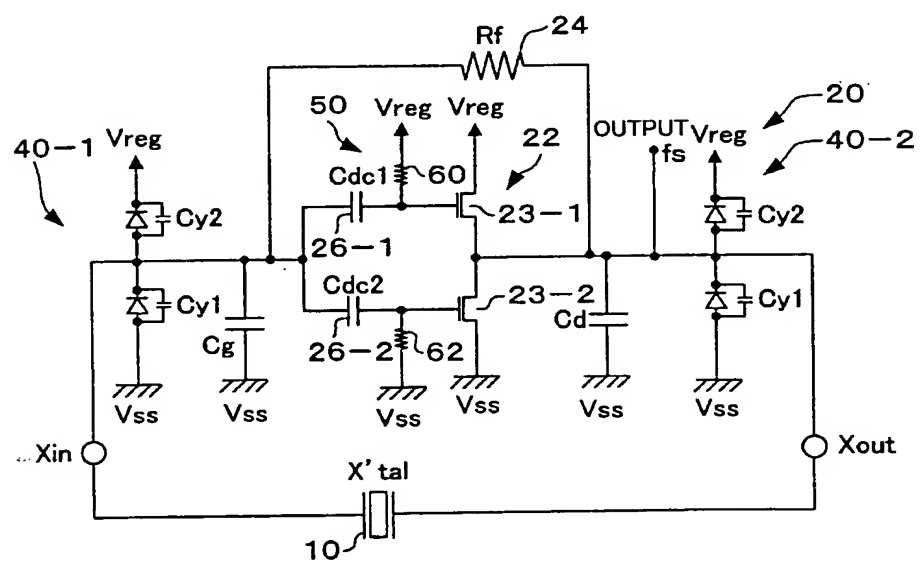 Rf
24
50
Vreg
Vreg
20
OUTPUT
fs
Vreg
40-2
40-1
Vreg
Cdc1
60
22
Cy2
26-1
23-1
Cy2
Cdc2
Cy1
23-2
Cy1
Cg
26-2
62
Cd
Vss
Vss
Vss
Vss
Vss
Vss
Xin
X'tal
Xout
10